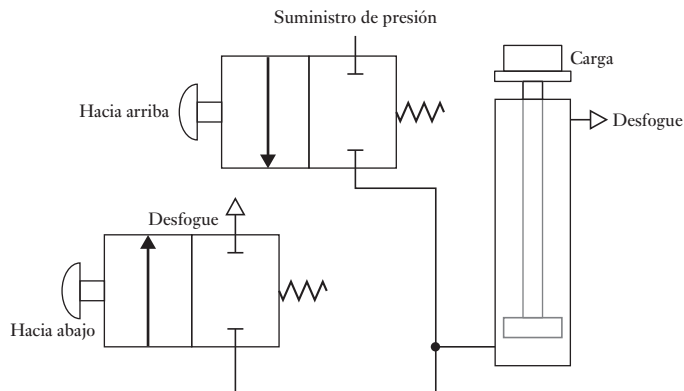 Suministro de presión
Carga
Hacia arriba
Desfogue
Desfogue
Hacia abajo